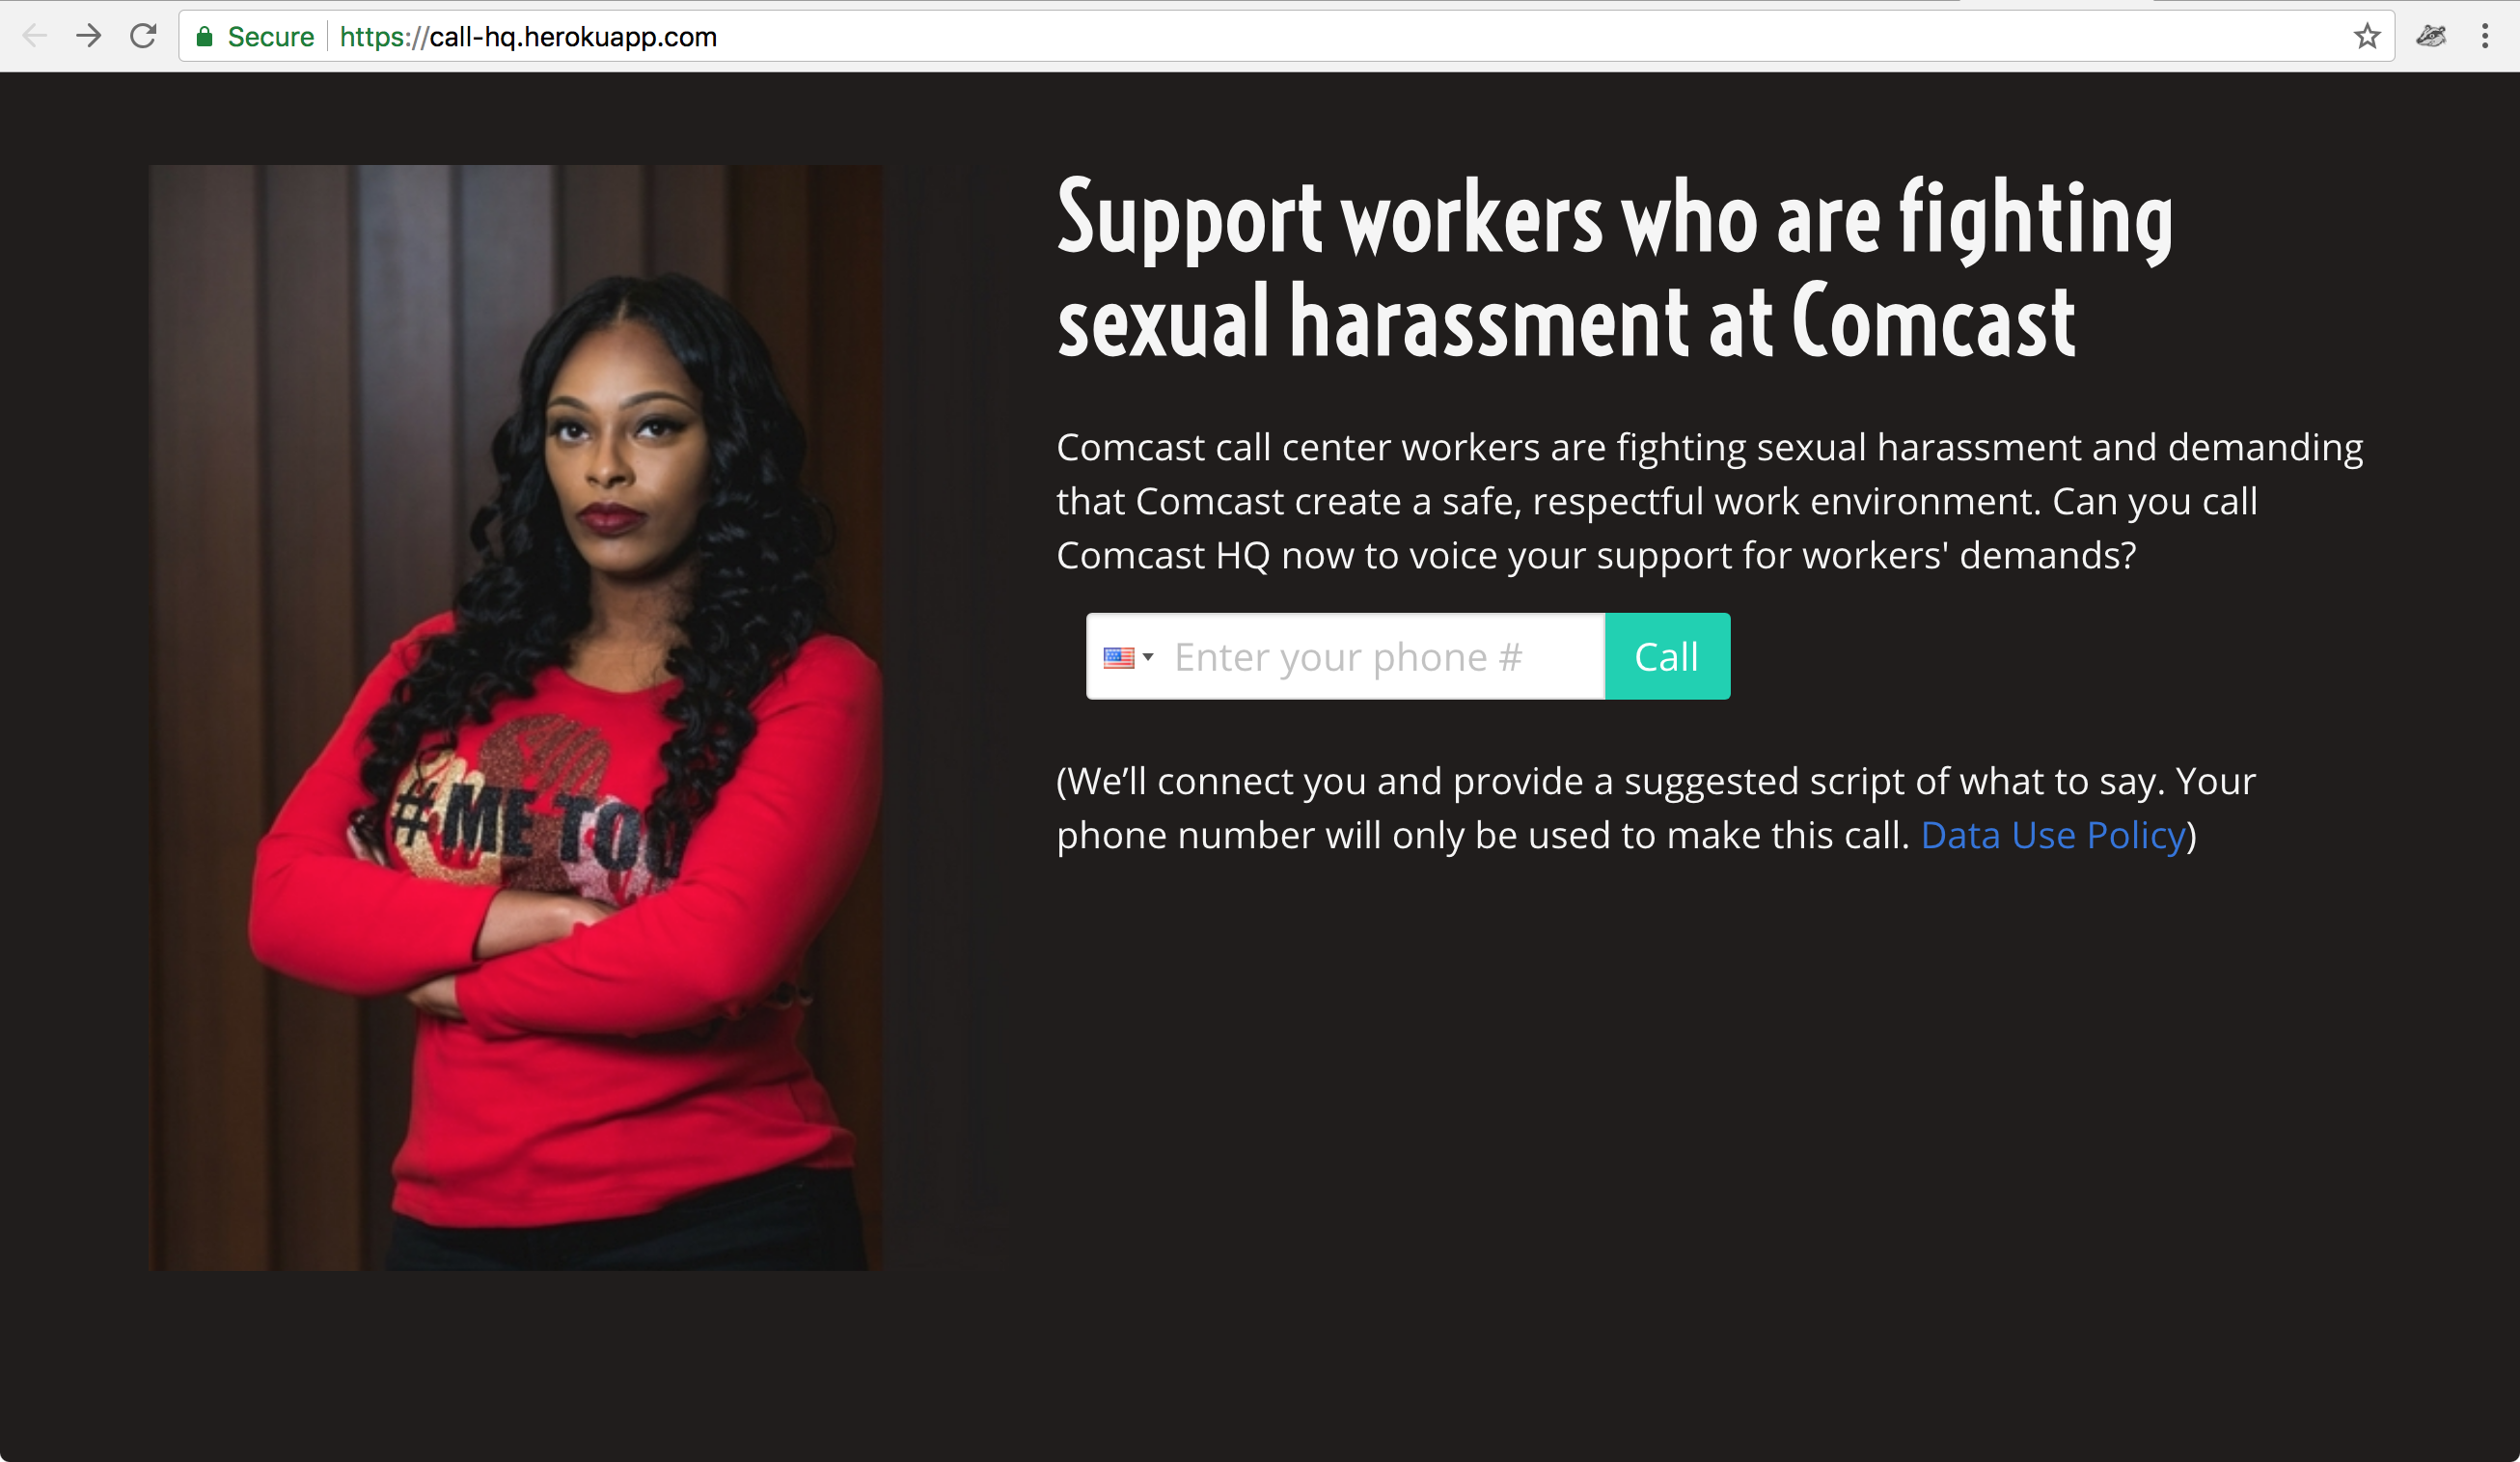 Secure https://call-hq.herokuapp.com
Support workers who are fighting
sexual harassment at Comcast
Comcast call center workers are fighting sexual harassment and demanding
that Comcast create a safe, respectful work environment. Can you call
Comcast HQ now to voice your support for workers' demands?
Enter your phone # Call
(We’ll connect you and provide a suggested script of what to say. Your
phone number will only be used to make this call. Data Use Policy)
#ME TOO